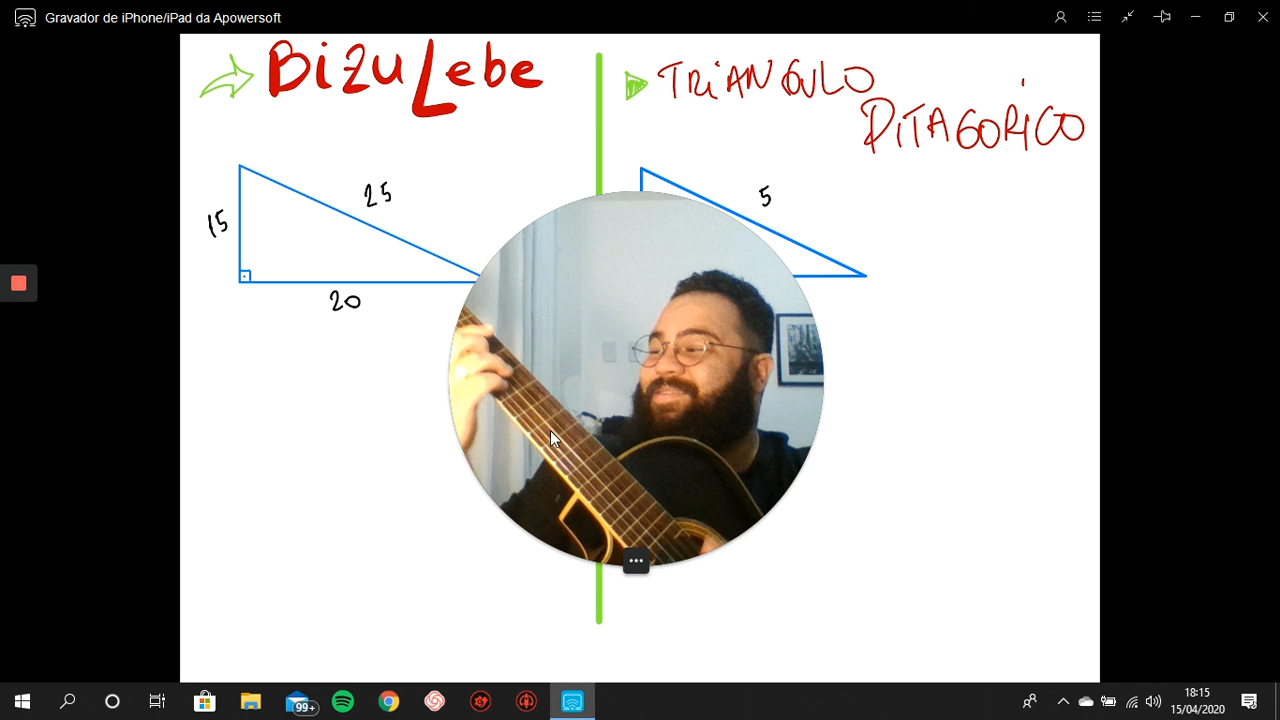 Gravador de iPhone/iPad da Apowersoft
BizuLebe
TRiANGULO
PITAGORiCO
15
25
20
5
99+
18:15
15/04/2020